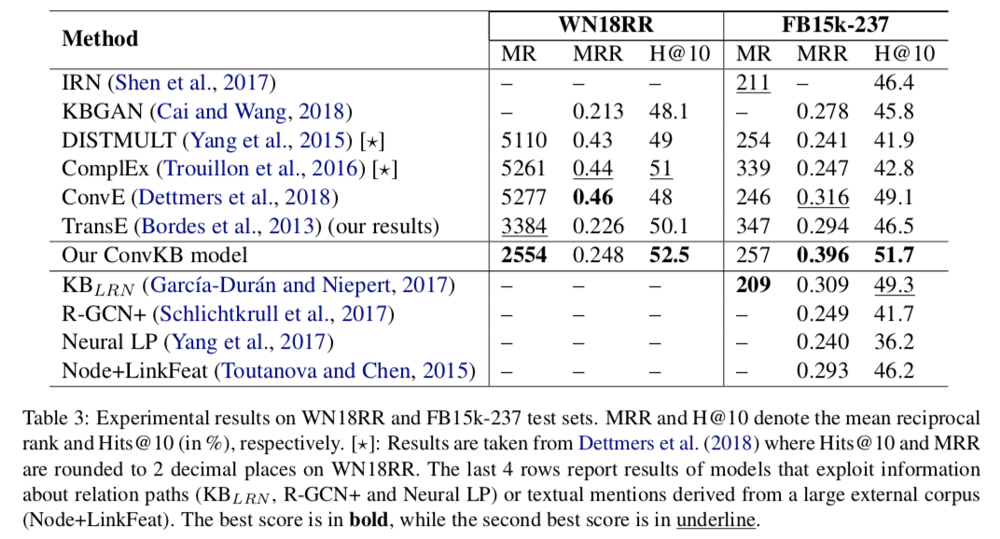 Method WN18RR FB15k-237
MR MRR H@10 MR MRR H@10
IRN (Shen et al., 2017) – – – 211 – 46.4
KBGAN (Cai and Wang, 2018) – 0.213 48.1 – 0.278 45.8
DISTMULT (Yang et al., 2015) [⋆] 5110 0.43 49 254 0.241 41.9
ComplEx (Trouillon et al., 2016) [⋆] 5261 0.44 51 339 0.247 42.8
ConvE (Dettmers et al., 2018) 5277 0.46 48 246 0.316 49.1
TransE (Bordes et al., 2013) (our results) 3384 0.226 50.1 347 0.294 46.5
Our ConvKB model 2554 0.248 52.5 257 0.396 51.7
KB_LRN (García-Durán and Niepert, 2017) – – – 209 0.309 49.3
R-GCN+ (Schlichtkrull et al., 2017) – – – – 0.249 41.7
Neural LP (Yang et al., 2017) – – – – 0.240 36.2
Node+LinkFeat (Toutanova and Chen, 2015) – – – – 0.293 46.2
Table 3: Experimental results on WN18RR and FB15k-237 test sets. MRR and H@10 denote the mean reciprocal
rank and Hits@10 (in %), respectively. [⋆]: Results are taken from Dettmers et al. (2018) where Hits@10 and MRR
are rounded to 2 decimal places on WN18RR. The last 4 rows report results of models that exploit information
about relation paths (KB_LRN, R-GCN+ and Neural LP) or textual mentions derived from a large external corpus
(Node+LinkFeat). The best score is in bold, while the second best score is in underline.